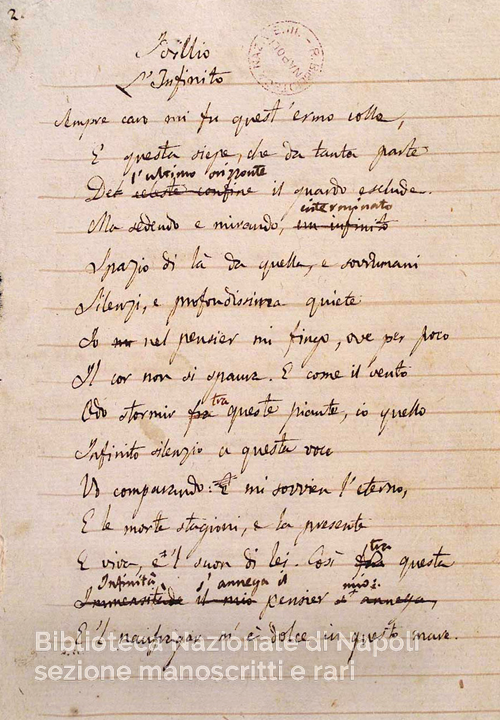 2.
Idillio
L'Infinito
Sempre caro mi fu quest'ermo colle,
E questa siepe, che da tanta parte
l'ultimo orizzonte
Del celeste confine il guardo esclude.
interminato
Ma sedendo e mirando, un infinito
Spazio di là da quella, e sovrumani
Silenzi, e profondissima quiete
Io nel pensier mi fingo, ove per poco
Il cor non si spaura. E come il vento
tra
Odo stormir fra queste piante, io quello
Infinito silenzio a questa voce
Vo comparando: E mi sovvien l'eterno,
E le morte stagioni, e la presente
E viva, e 'l suon di lei. Così tra
fra questa
Infinità s'annega il mio:
Immensitade il mio pensier s'annega,
E 'l naufragar m'è dolce in questo mare.
Biblioteca Nazionale di Napoli
sezione manoscritti e rari